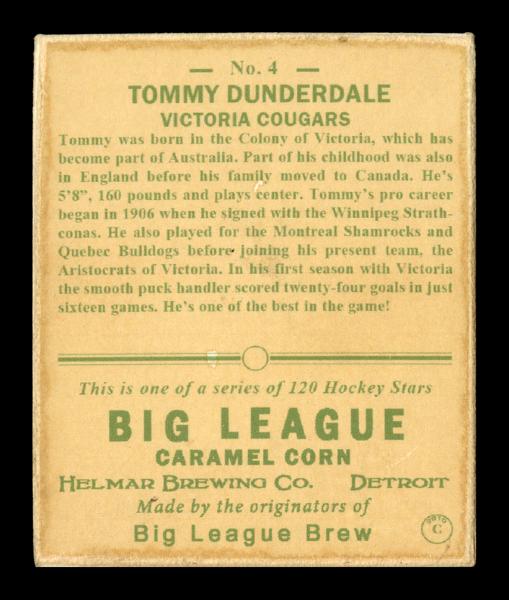 — No. 4 —
TOMMY DUNDERDALE
VICTORIA COUGARS
Tommy was born in the Colony of Victoria, which has
become part of Australia. Part of his childhood was also
in England before his family moved to Canada. He's
5'8”, 160 pounds and plays center. Tommy's pro career
began in 1906 when he signed with the Winnipeg Strath-
conas. He also played for the Montreal Shamrocks and
Quebec Bulldogs before joining his present team, the
Aristocrats of Victoria. In his first season with Victoria
the smooth puck handler scored twenty-four goals in just
sixteen games. He's one of the best in the game!
This is one of a series of 120 Hockey Stars
BIG LEAGUE
CARAMEL CORN
HELMAR BREWING CO. DETROIT
Made by the originators of
Big League Brew
C